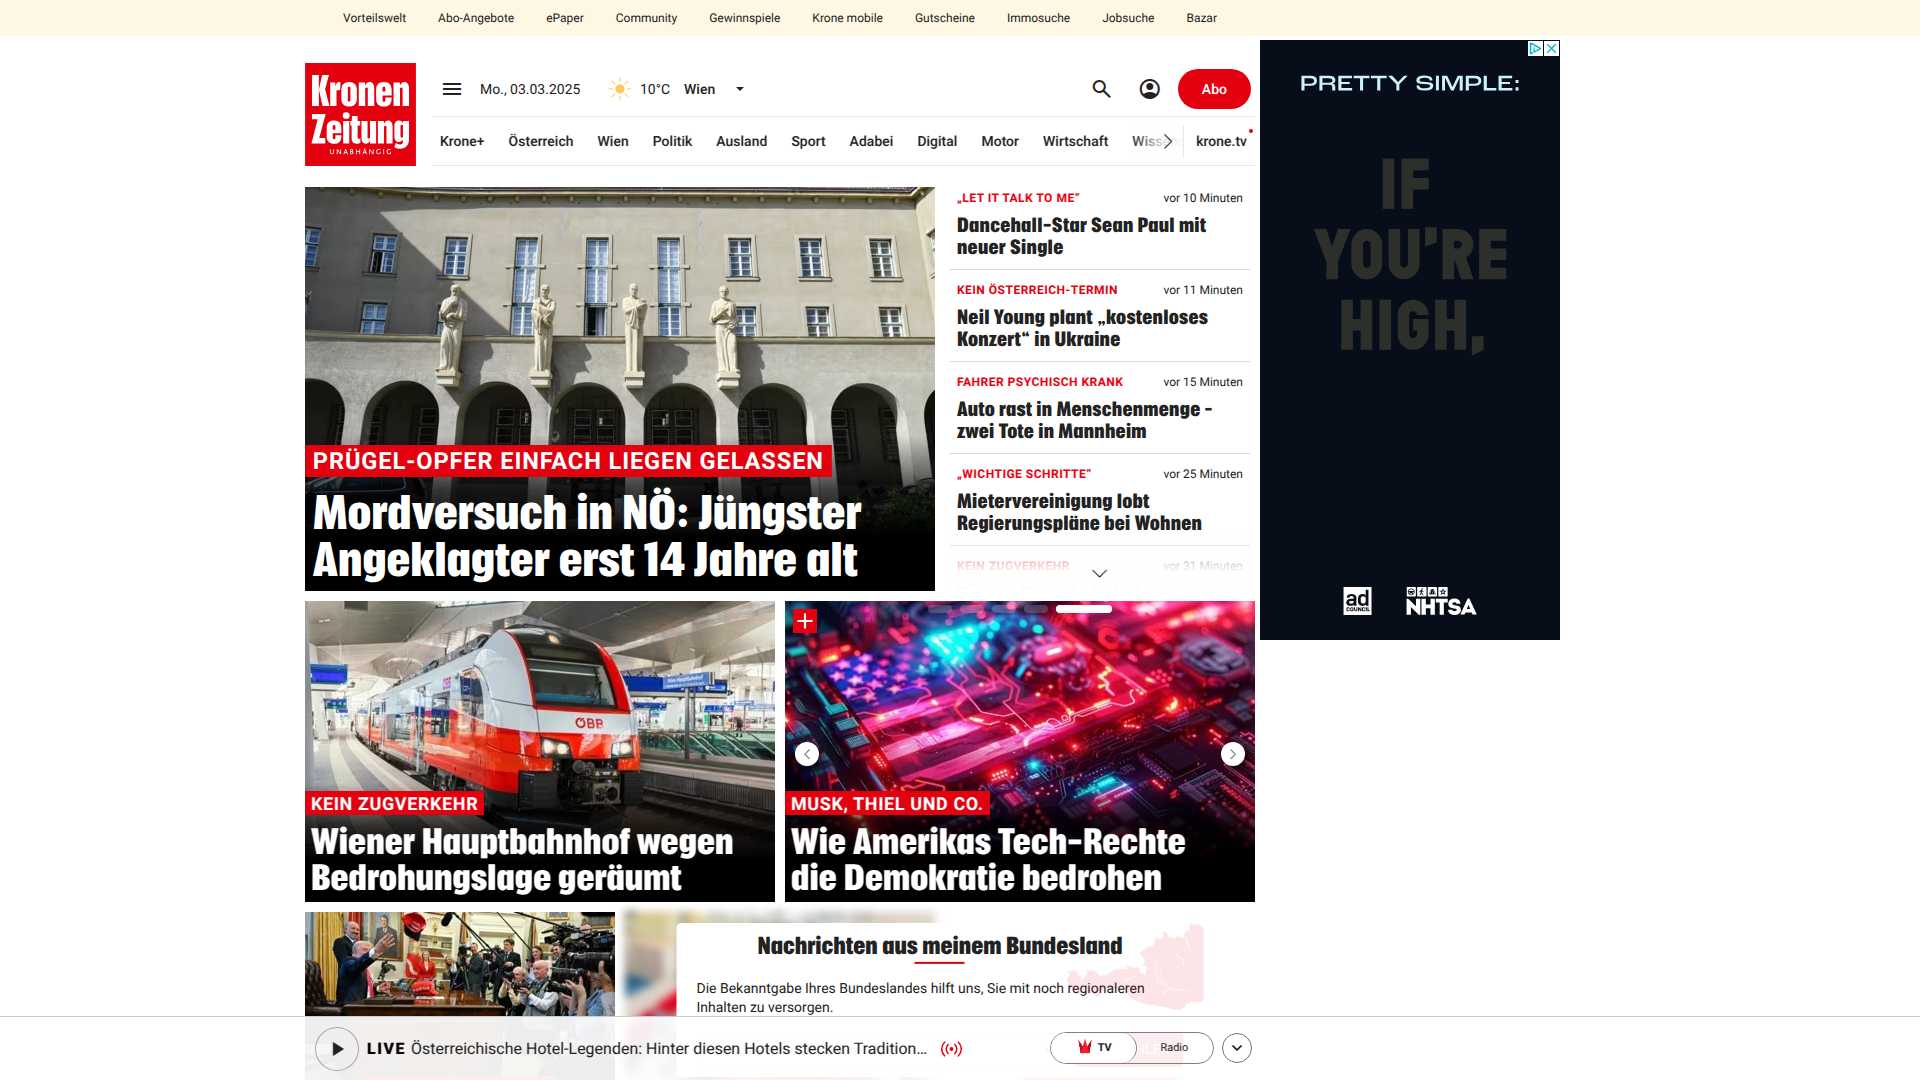 Vorteilswelt
Abo-Angebote
ePaper
Community
Gewinnspiele
Krone mobile
Gutscheine
Immosuche
Jobsuche
Bazar
Kronen
Zeitung
UNABHÄNGIG
Mo., 03.03.2025
10°C
Wien
Abo
Krone+
Österreich
Wien
Politik
Ausland
Sport
Adabei
Digital
Motor
Wirtschaft
krone.tv
PRÜGEL-OPFER EINFACH LIEGEN GELASSEN
Mordversuch in NÖ: Jüngster
Angeklagter erst 14 Jahre alt
„LET IT TALK TO ME“
vor 10 Minuten
Dancehall-Star Sean Paul mit
neuer Single
KEIN ÖSTERREICH-TERMIN
vor 11 Minuten
Neil Young plant „kostenloses
Konzert“ in Ukraine
FAHRER PSYCHISCH KRANK
vor 15 Minuten
Auto rast in Menschenmenge –
zwei Tote in Mannheim
„WICHTIGE SCHRITTE“
vor 25 Minuten
Mietervereinigung lobt
Regierungspläne bei Wohnen
KEIN ZUGVERKEHR
vor 31 Minuten
PRETTY SIMPLE:
IF
YOU'RE
HIGH,
ad
COUNCIL
NHTSA
ÖBB
KEIN ZUGVERKEHR
Wiener Hauptbahnhof wegen
Bedrohungslage geräumt
MUSK, THIEL UND CO.
Wie Amerikas Tech-Rechte
die Demokratie bedrohen
Nachrichten aus meinem Bundesland
Die Bekanntgabe Ihres Bundeslandes hilft uns, Sie mit noch regionaleren
Inhalten zu versorgen.
LIVE Österreichische Hotel-Legenden: Hinter diesen Hotels stecken Tradition...
TV
Radio